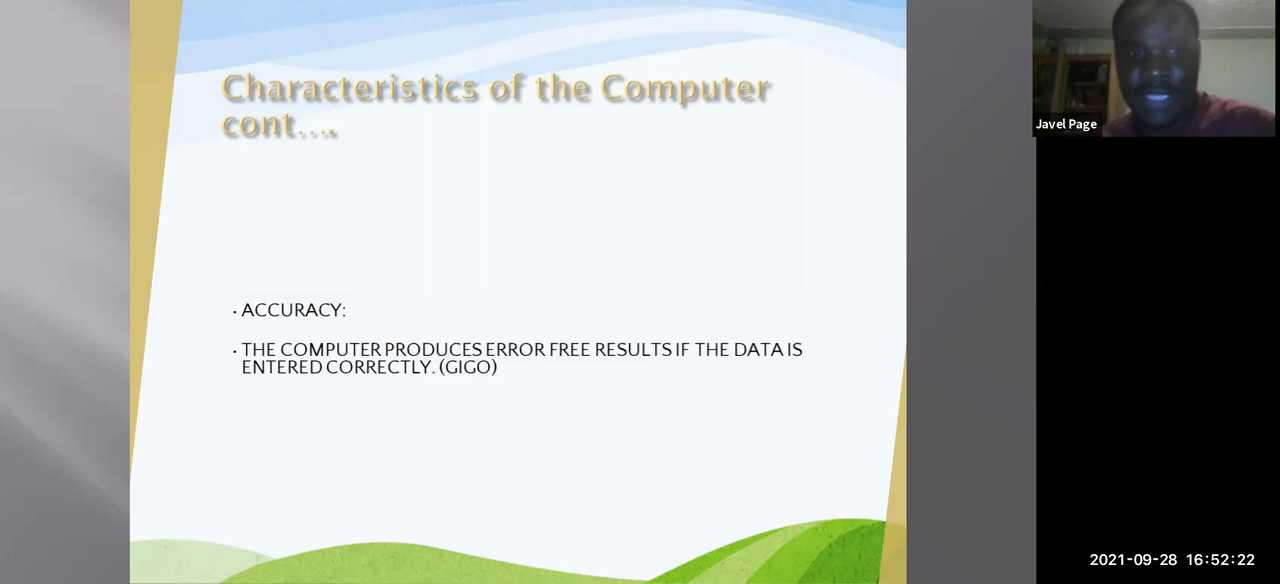 Characteristics of the Computer
cont….
• ACCURACY:
• THE COMPUTER PRODUCES ERROR FREE RESULTS IF THE DATA IS
ENTERED CORRECTLY. (GIGO)
Javel Page
2021-09-28 16:52:22